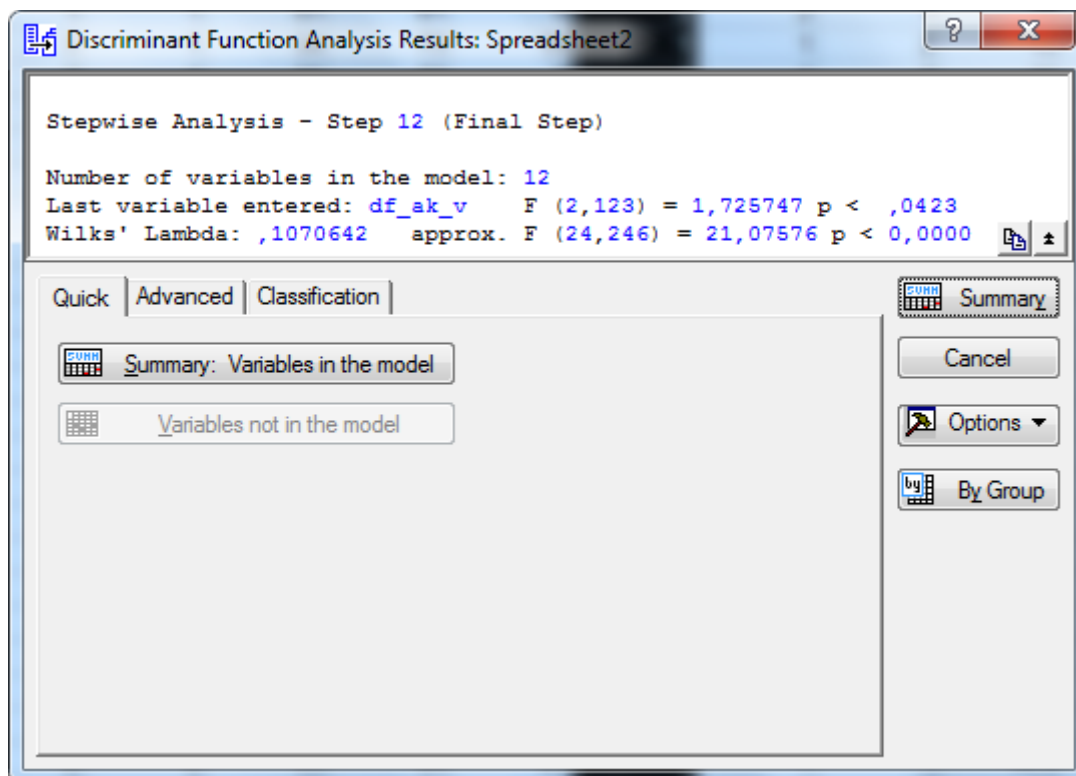 Discriminant Function Analysis Results: Spreadsheet2
Stepwise Analysis - Step 12 (Final Step)
Number of variables in the model: 12
Last variable entered: df_ak_v F (2,123) = 1,725747 p < ,0423
Wilks' Lambda: ,1070642 approx. F (24,246) = 21,07576 p < 0,0000
Quick Advanced Classification
Summary: Variables in the model
Variables not in the model
Summary
Cancel
Options
By Group